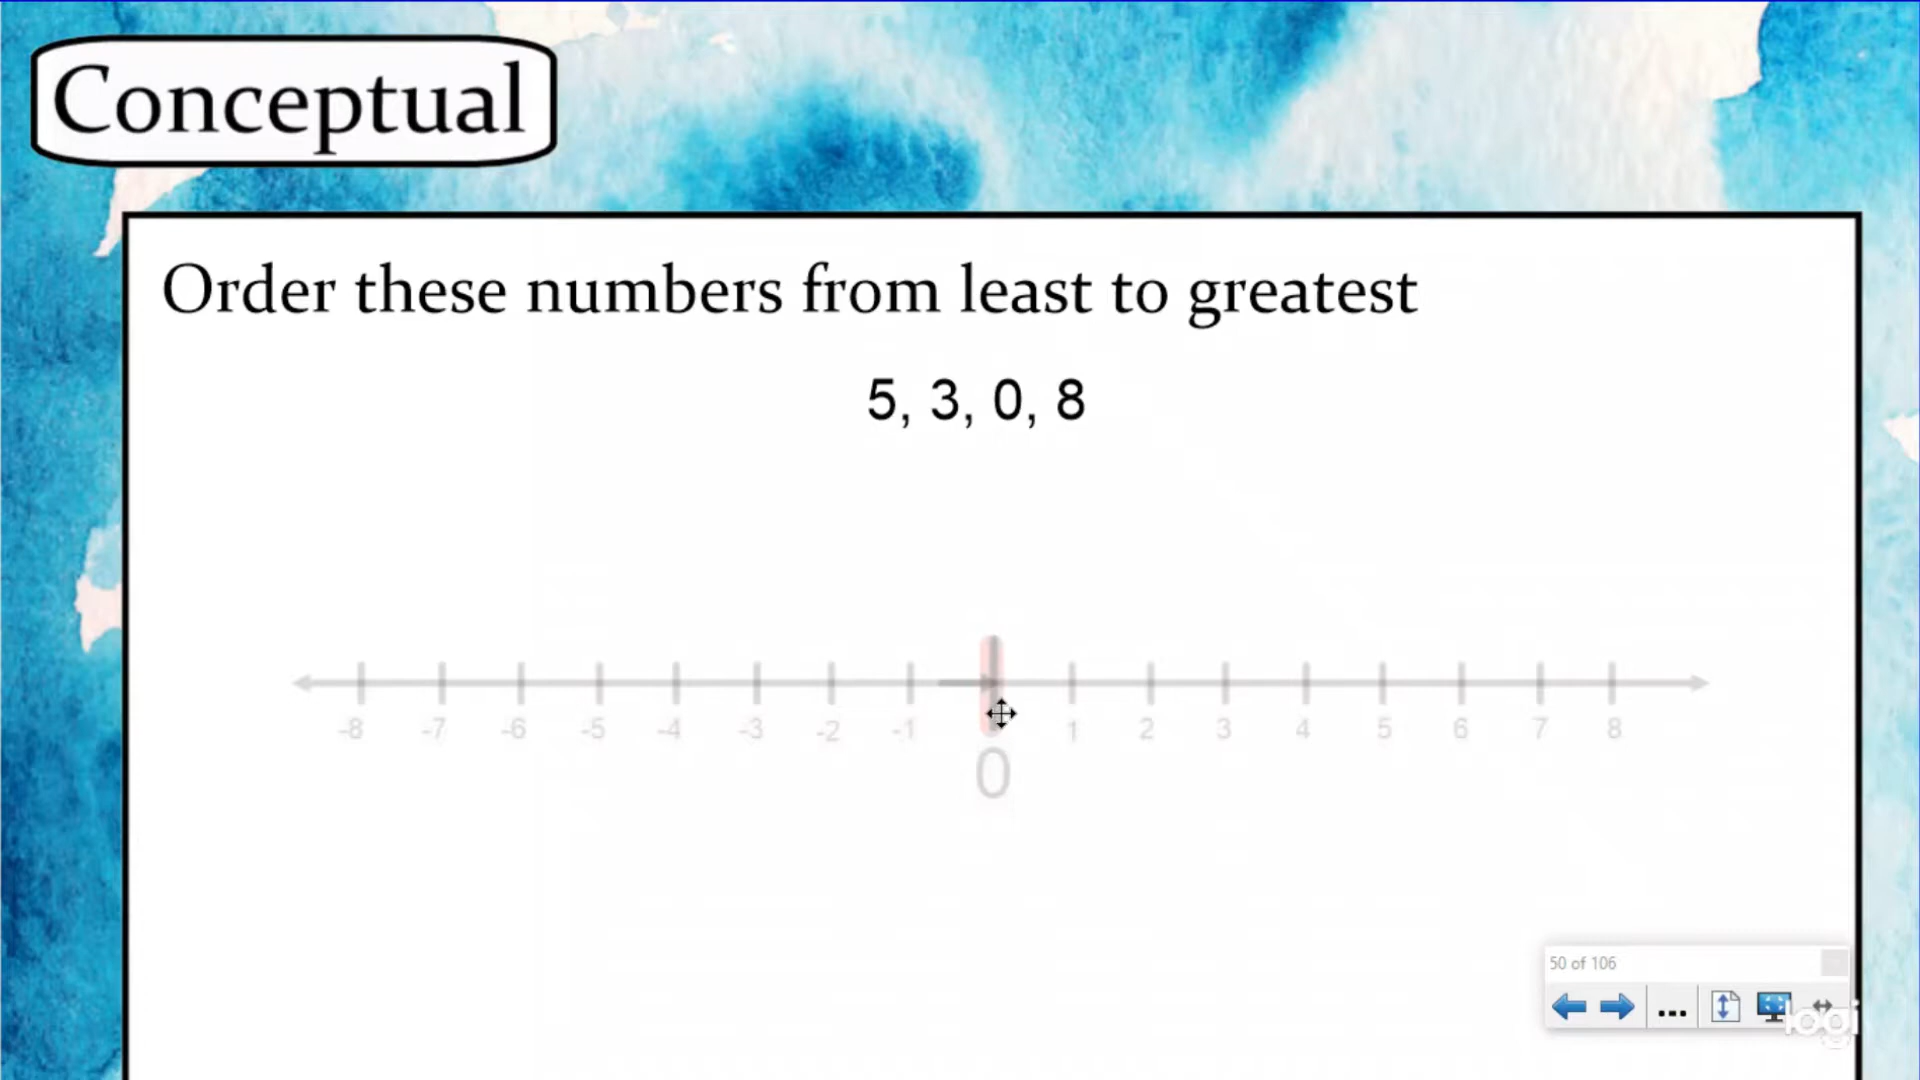 Conceptual
Order these numbers from least to greatest
5, 3, 0, 8
-8 -7 -6 -5 -4 -3 -2 -1 1 2 3 4 5 6 7 8
0
50 of 106
...
logi